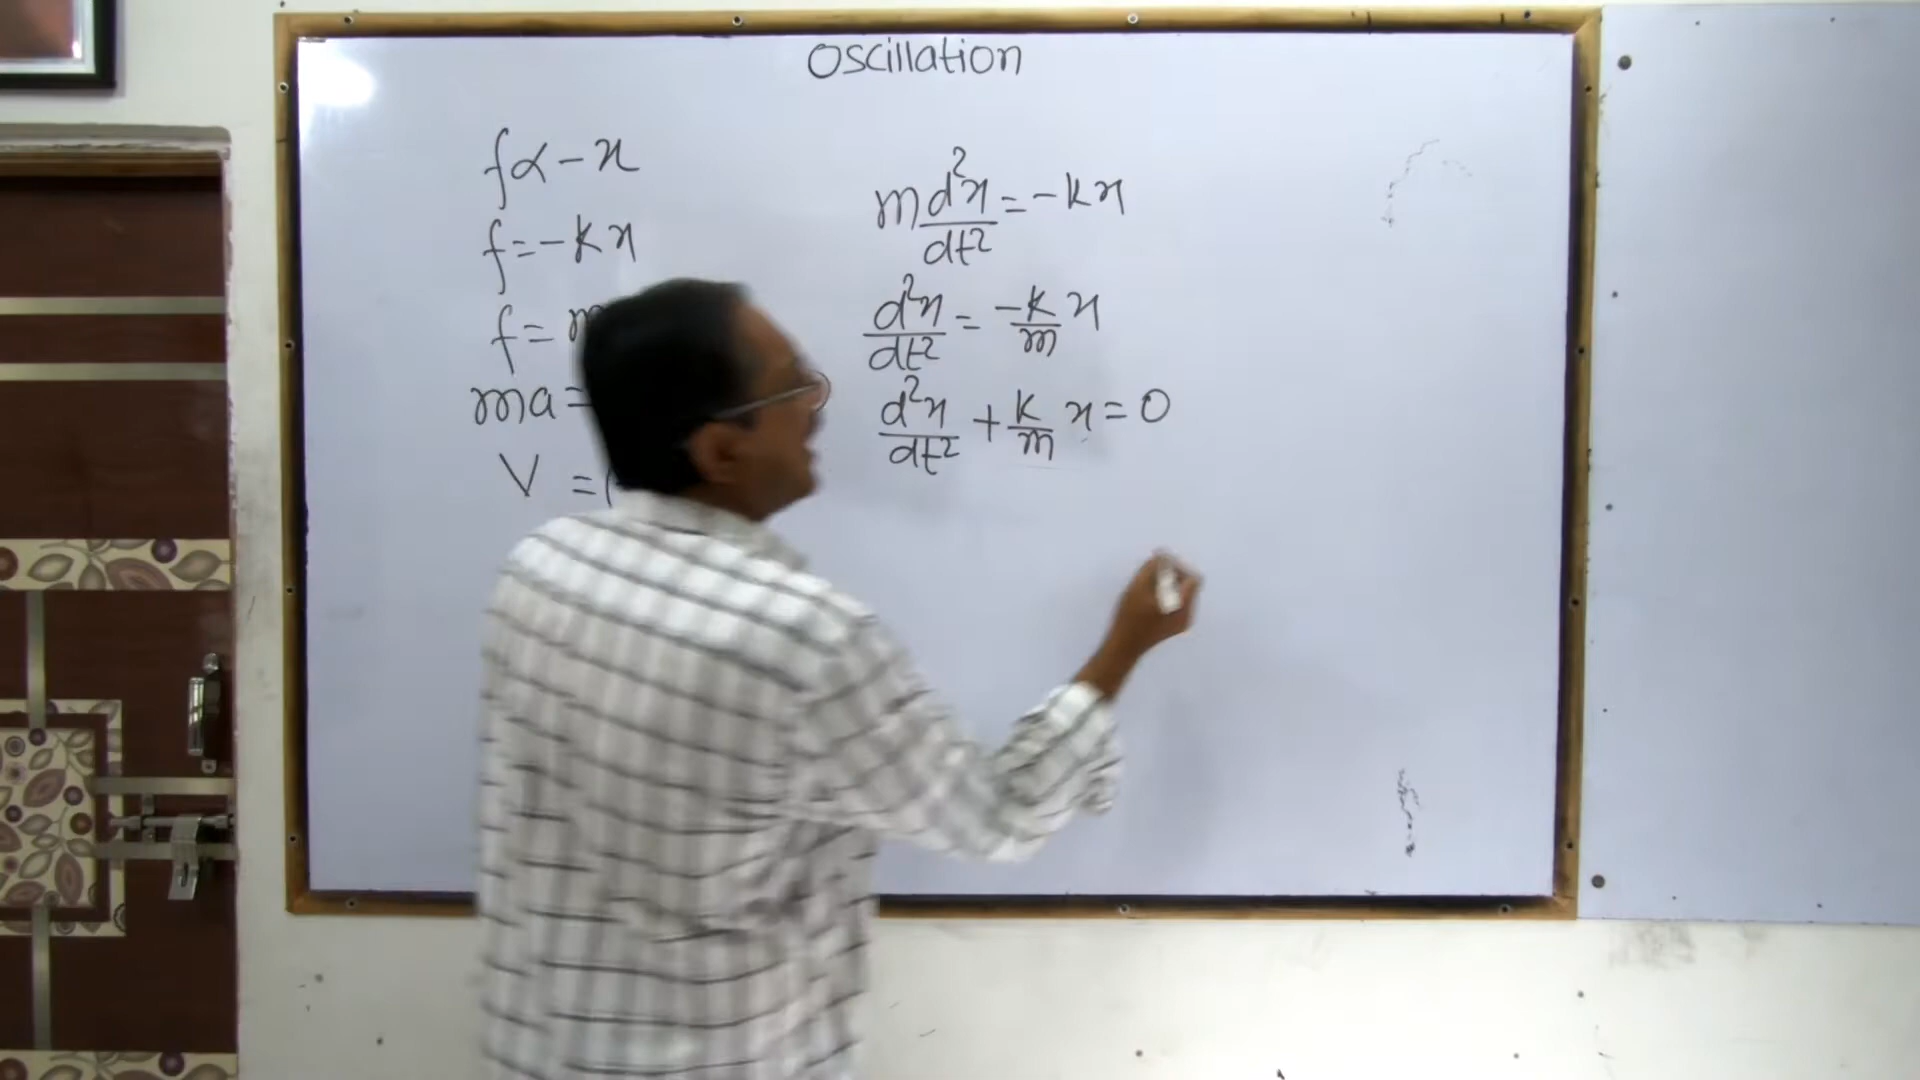 Oscillation
f∝-x
f=-kx
f=
ma=
V =
m d²x/dt² = -kx
d²x/dt² = -k/m x
d²x/dt² + k/m x = 0